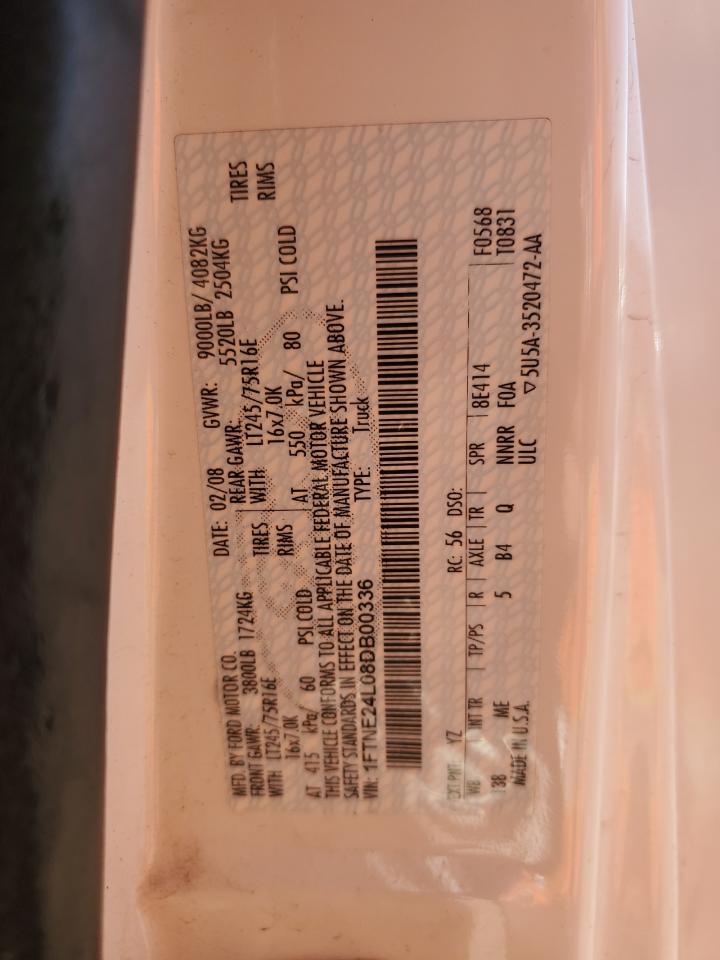 MFD. BY FORD MOTOR CO.
DATE: 02/08 GVWR: 9000LB/ 4082KG
FRONT GAWR: 3800LB 1724KG
REAR GAWR: 5520LB 2504KG
WITH LT245/75R16E TIRES
WITH LT245/75R16E TIRES
16x7.0K RIMS
16x7.0K RIMS
AT 415 kPa/ 60 PSI COLD
AT 550 kPa/ 80 PSI COLD
THIS VEHICLE CONFORMS TO ALL APPLICABLE FEDERAL MOTOR VEHICLE
SAFETY STANDARDS IN EFFECT ON THE DATE OF MANUFACTURE SHOWN ABOVE.
VIN: 1FTNE24L08DB00336 TYPE: Truck
EXT PNT: YZ RC: 56 DSO:
WB INT TR TP/PS R AXLE TR SPR 8E414 F0568
138 ME 5 B4 Q NNRR F0A T0831
MADE IN U.S.A. ULC ▽5U5A-3520472-AA